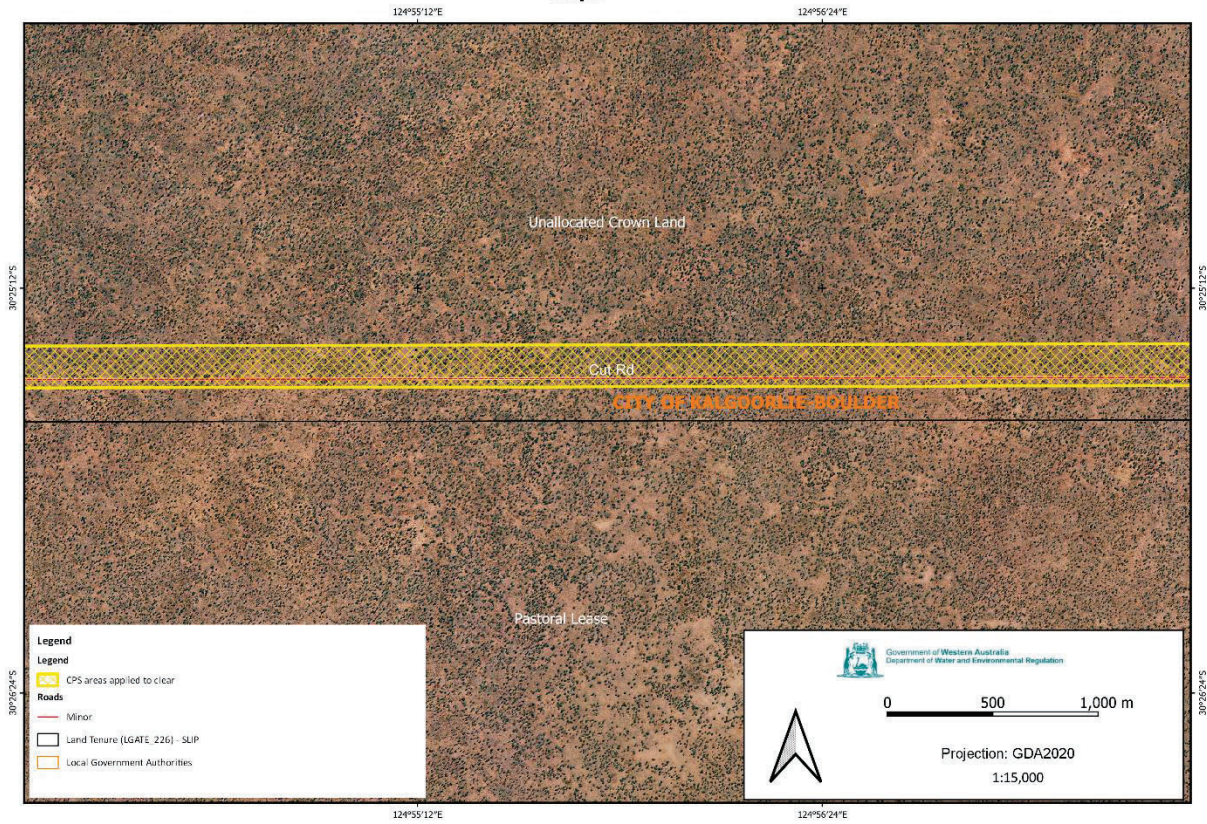 124°55'12"E
124°56'24"E
30°25'12"S
30°25'12"S
Unallocated Crown Land
Cut Rd
CITY OF KALGOORLIE-BOULDER
Pastoral Lease
Legend
Legend
CPS areas applied to clear
Roads
Minor
Land Tenure (LGATE_226) - SLIP
Local Government Authorities
Government of Western Australia
Department of Water and Environmental Regulation
0 500 1,000 m
Projection: GDA2020
1:15,000
30°26'24"S
30°26'24"S
124°55'12"E
124°56'24"E